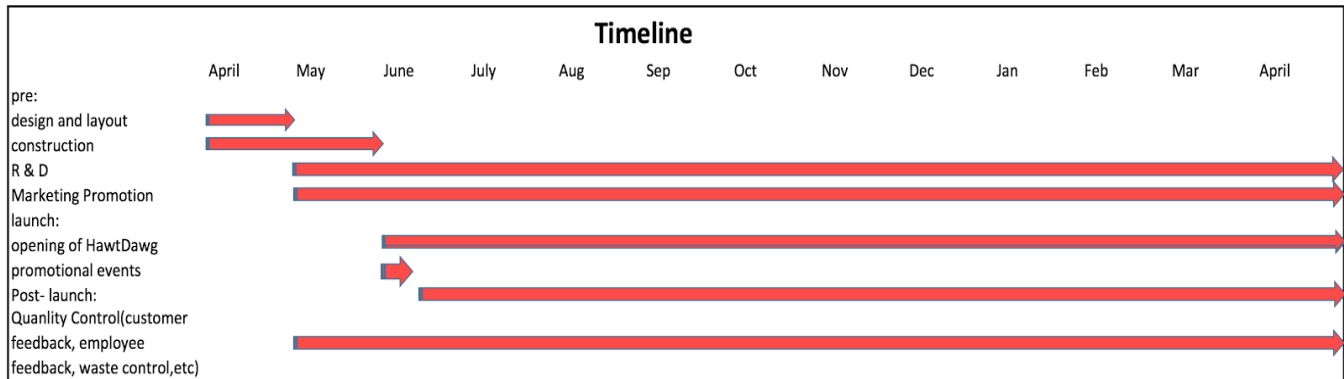 Timeline
April May June July Aug Sep Oct Nov Dec Jan Feb Mar April
pre:
design and layout
construction
R & D
Marketing Promotion
launch:
opening of HawtDawg
promotional events
Post- launch:
Quanlity Control(customer
feedback, employee
feedback, waste control,etc)